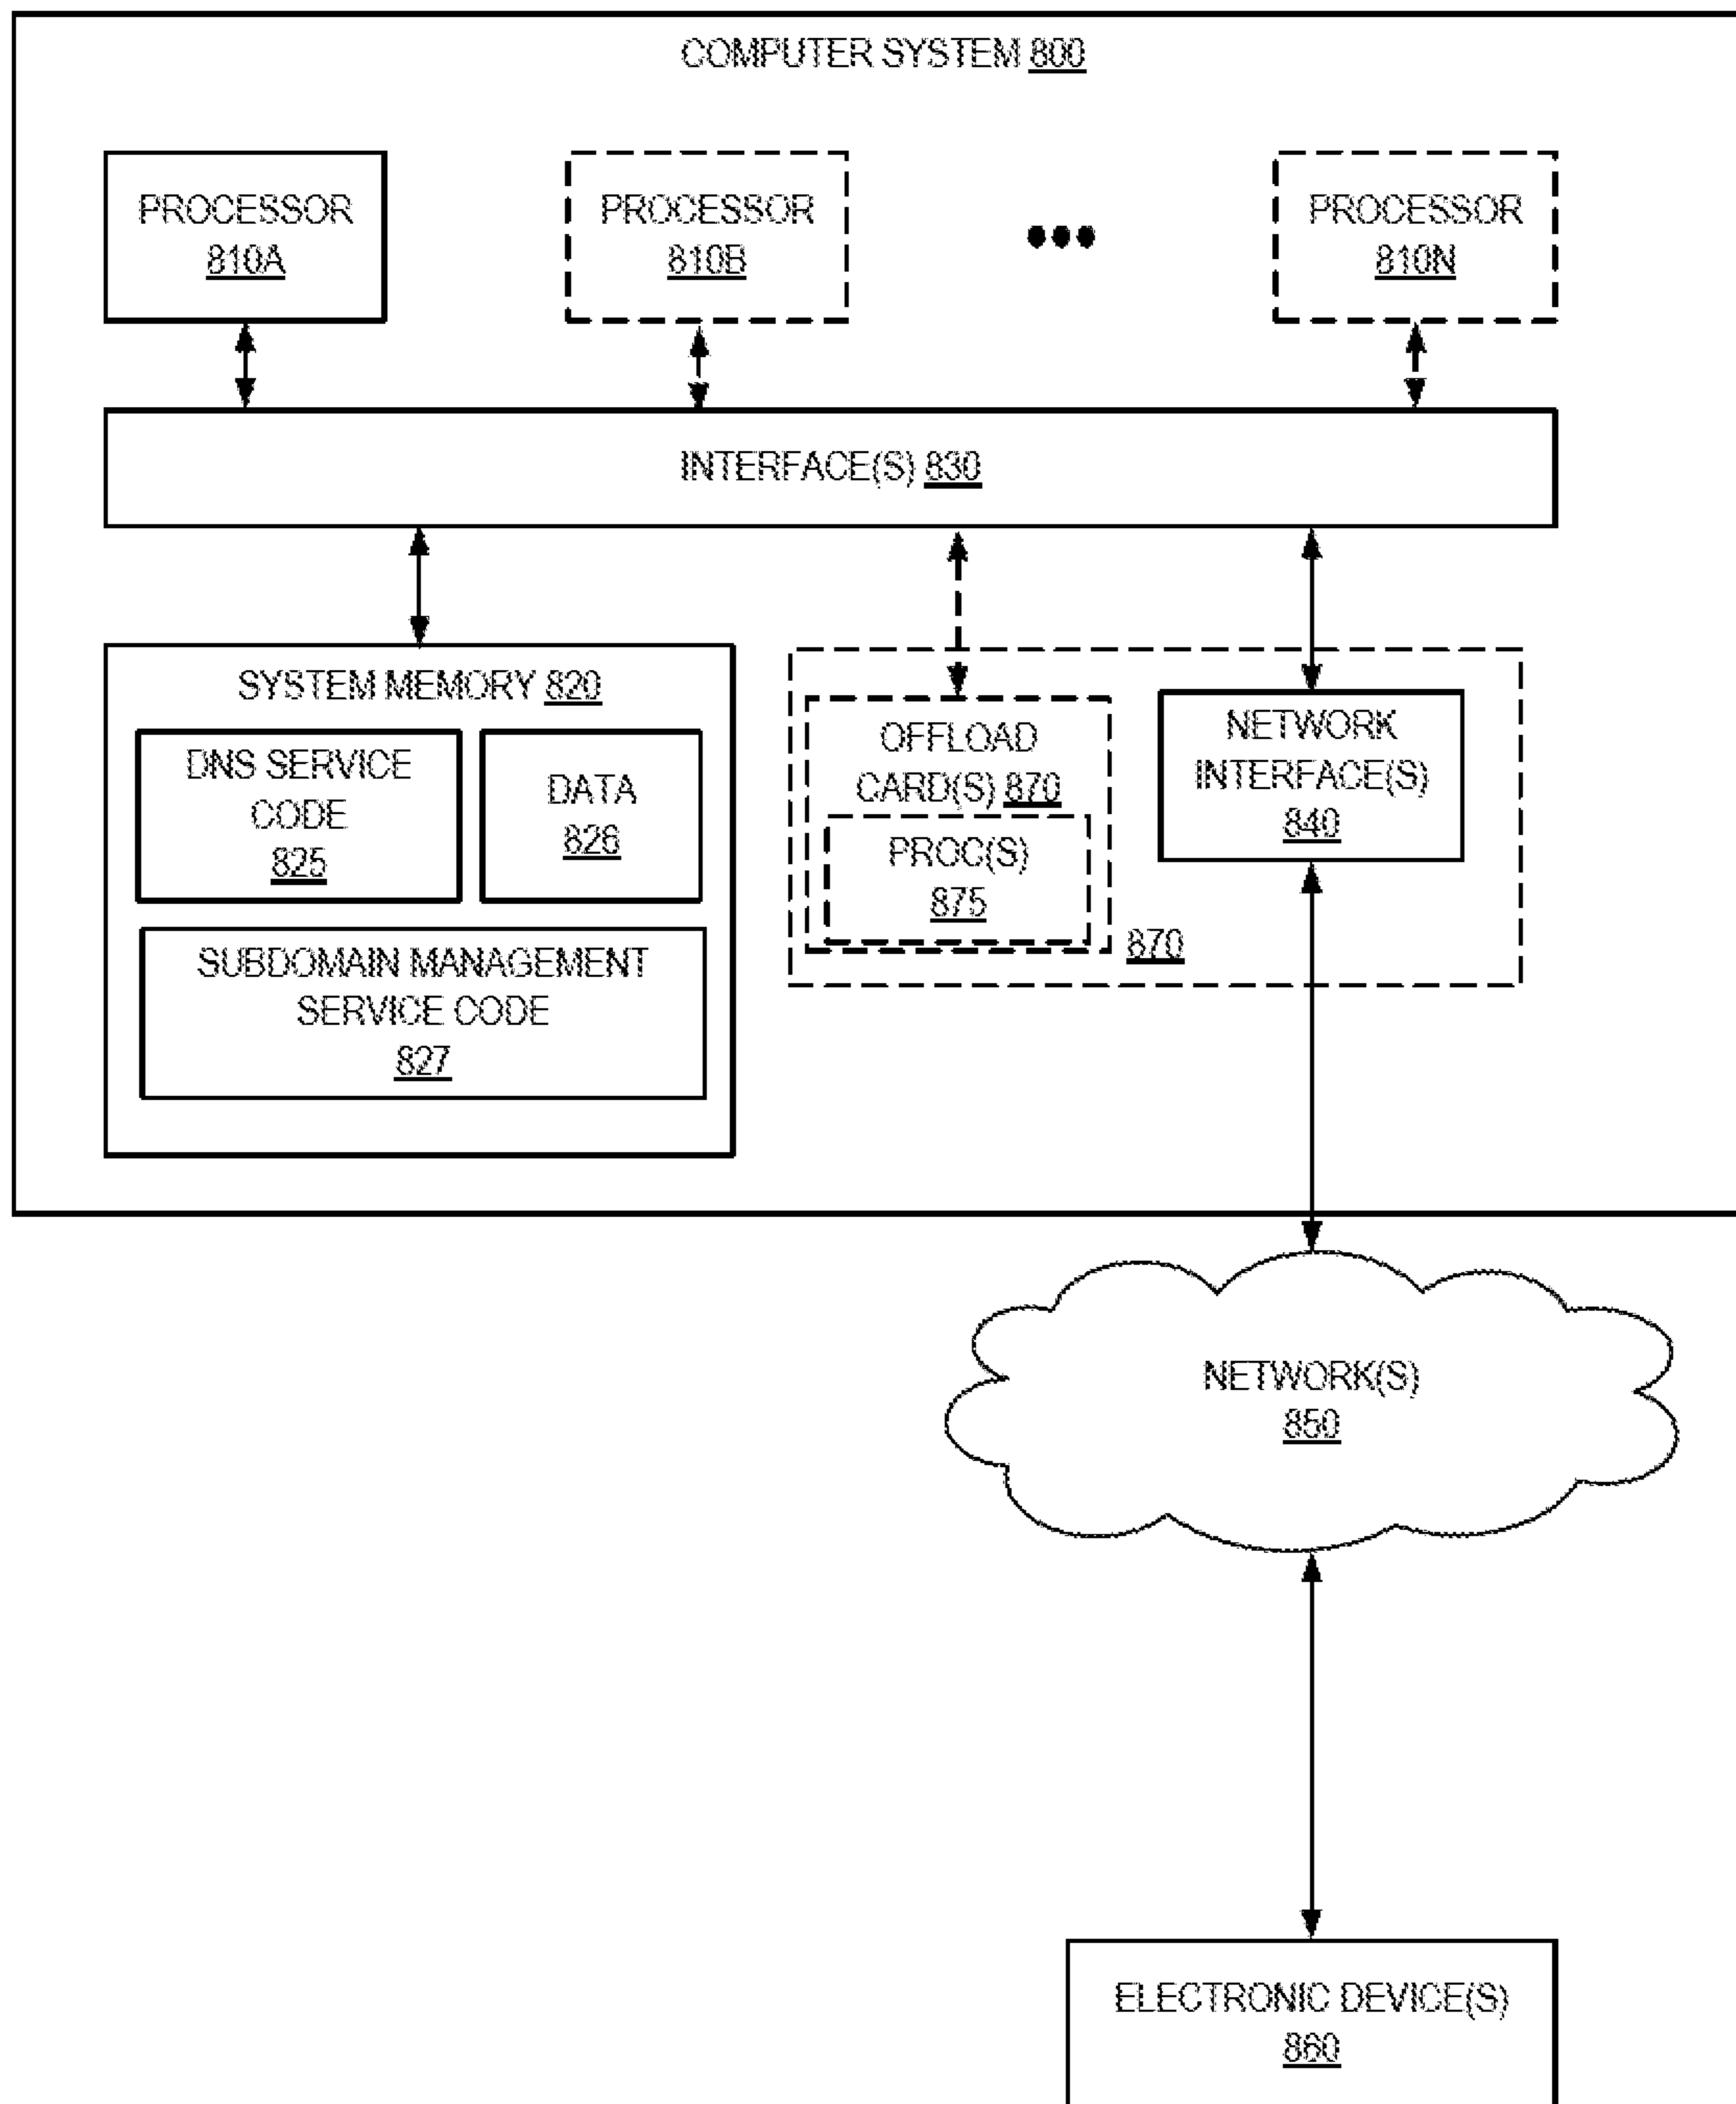 COMPUTER SYSTEM 800
PROCESSOR
810A
PROCESSOR
810B
PROCESSOR
810N
INTERFACE(S) 830
SYSTEM MEMORY 820
DNS SERVICE
CODE
825
DATA
826
SUBDOMAIN MANAGEMENT
SERVICE CODE
827
OFFLOAD
CARD(S) 870
PROC(S)
875
870
NETWORK
INTERFACE(S)
840
NETWORK(S)
850
ELECTRONIC DEVICE(S)
860